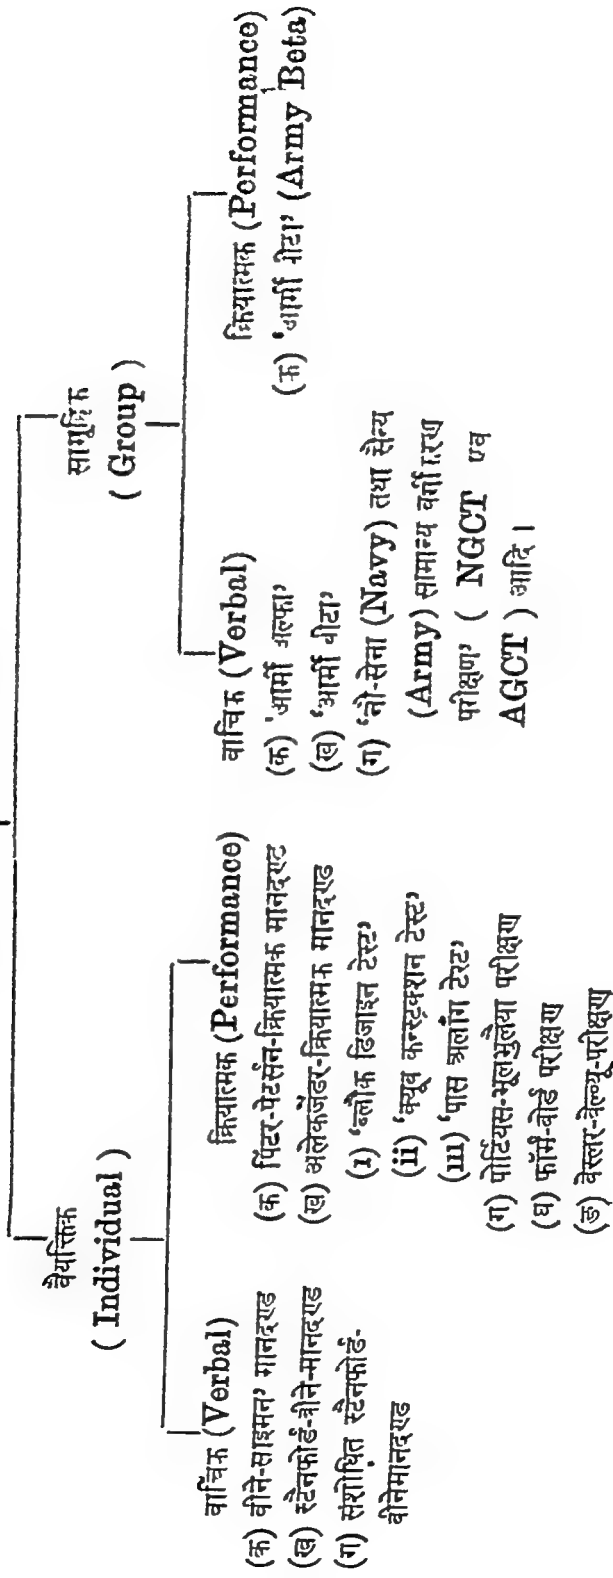 वैयक्तिक
( Individual )
वाचिक (Verbal)
(क) वीने-साइमन’ मानदण्ड
(ख) स्टैनफोर्ड-वीने-मानदण्ड
(ग) संशोधित स्टैनफोर्ड-
वीनेमानदण्ड
क्रियात्मक (Performance)
(क) पिंटर-पेटर्सन-क्रियात्मक मानदण्ड
(ख) अलेकजेंडर-क्रियात्मक मानदण्ड
(i) ‘ब्लौक डिजाइन टेस्ट’
(ii) ‘क्यूव कन्स्ट्रक्शन टेस्ट’
(iii) ‘पास अलॉंग टेस्ट’
(ग) पोर्टियस-भूलभुलैया परीक्षण
(घ) फॉर्म-वोर्ड परीक्षण
(ङ) वेस्लर-वेल्व्यू-परीक्षण
सामूहिक
( Group )
वाचिक (Verbal)
(क) ‘आर्मी अल्फा’
(ख) ‘आर्मी वीटा’
(ग) ‘नौ-सेना (Navy) तथा सैन्य
(Army) सामान्य वर्गीकरण
परीक्षण’ ( NGCT एव
AGCT ) आदि ।
क्रियात्मक (Performance)
(क) ‘आर्मी वीटा’ (Army Beta)